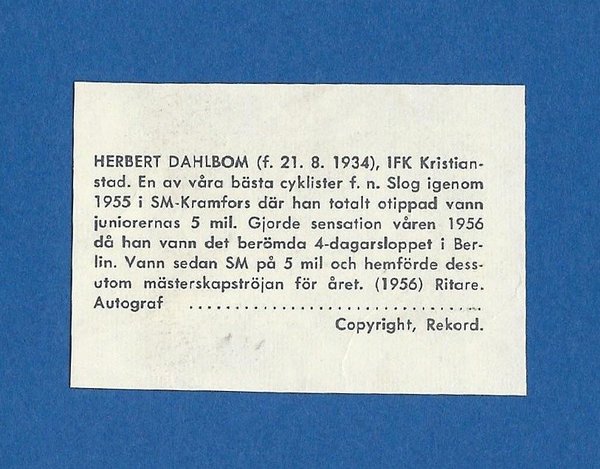 HERBERT DAHLBOM (f. 21. 8. 1934), IFK Kristian-
stad. En av våra bästa cyklister f. n. Slog igenom
1955 i SM-Kramfors där han totalt otippad vann
juniorernas 5 mil. Gjorde sensation våren 1956
då han vann det berömda 4-dagarsloppet i Ber-
lin. Vann sedan SM på 5 mil och hemförde dess-
utom mästerskapströjan för året. (1956) Ritare.
Autograf ................................
Copyright, Rekord.